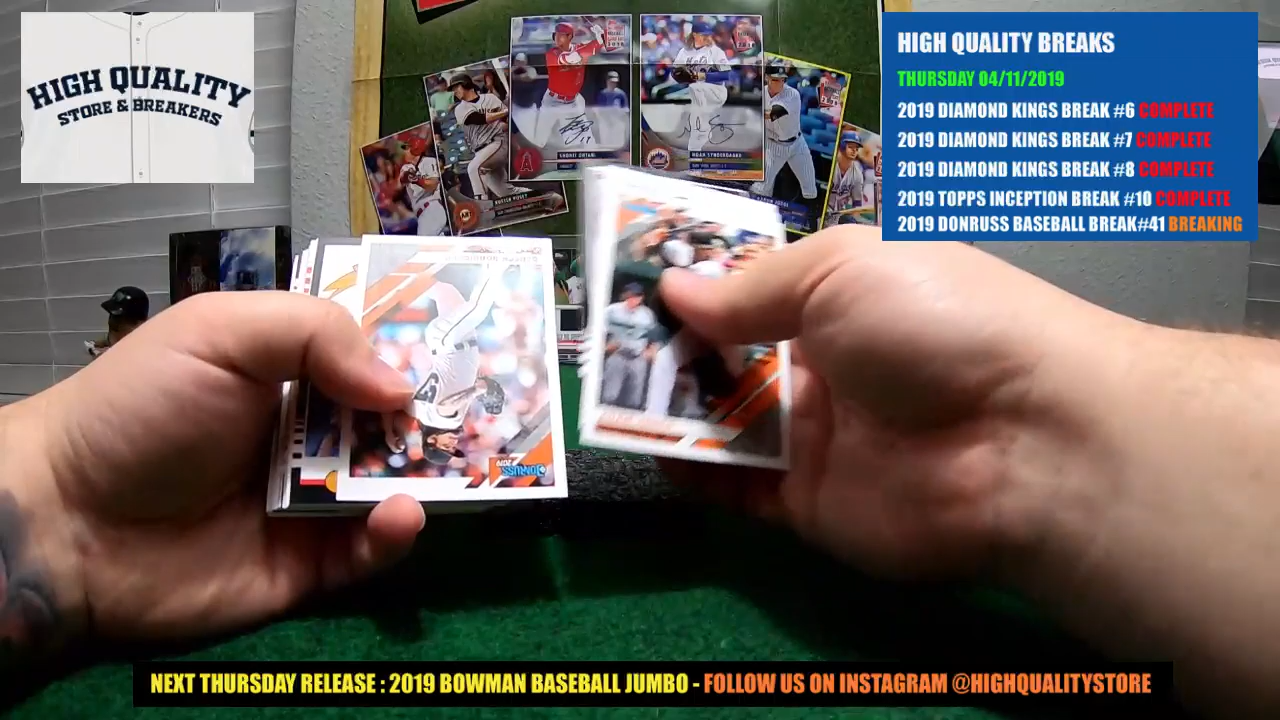 HIGH QUALITY
STORE & BREAKERS
HIGH QUALITY BREAKS
THURSDAY 04/11/2019
2019 DIAMOND KINGS BREAK #6 COMPLETE
2019 DIAMOND KINGS BREAK #7 COMPLETE
2019 DIAMOND KINGS BREAK #8 COMPLETE
2019 TOPPS INCEPTION BREAK #10 COMPLETE
2019 DONRUSS BASEBALL BREAK#41 BREAKING
DONRUSS
2019
NEXT THURSDAY RELEASE : 2019 BOWMAN BASEBALL JUMBO - FOLLOW US ON INSTAGRAM @HIGHQUALITYSTORE